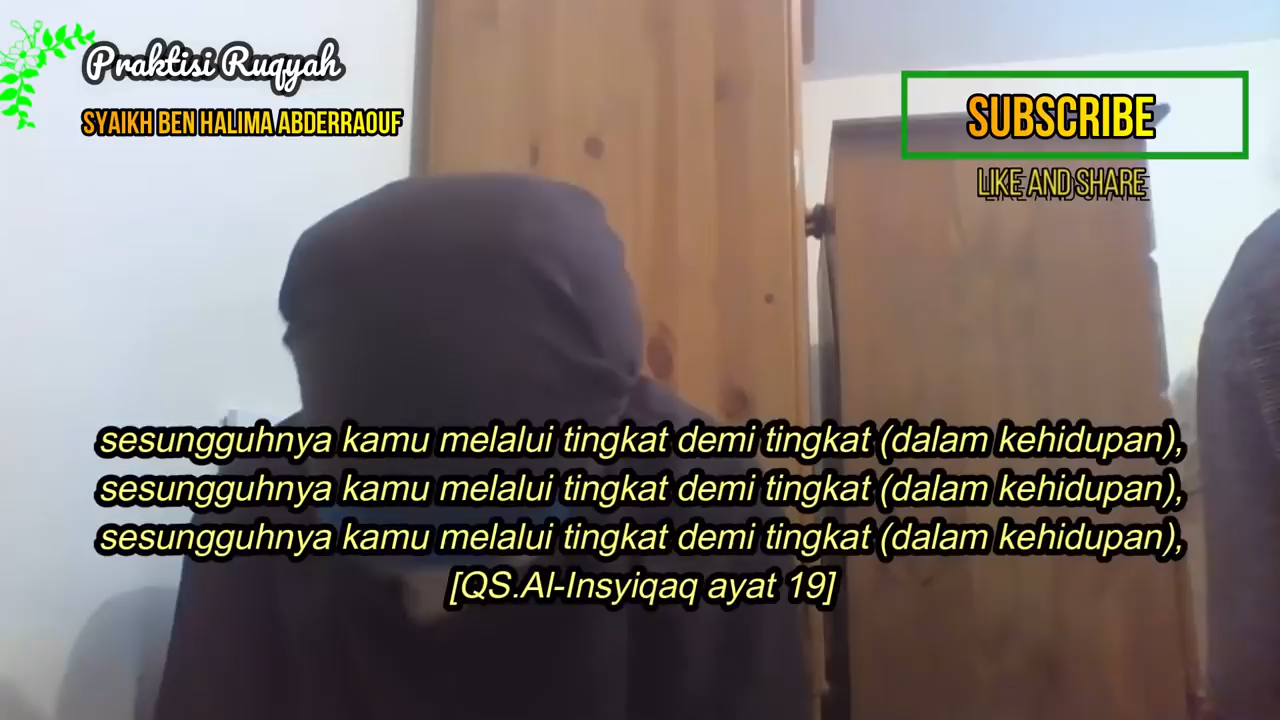 Praktisi Ruqyah
SYAIKH BEN HALIMA ABDERRAOUF
SUBSCRIBE
LIKE AND SHARE
sesungguhnya kamu melalui tingkat demi tingkat (dalam kehidupan),
sesungguhnya kamu melalui tingkat demi tingkat (dalam kehidupan),
sesungguhnya kamu melalui tingkat demi tingkat (dalam kehidupan),
[QS.Al-Insyiqaq ayat 19]